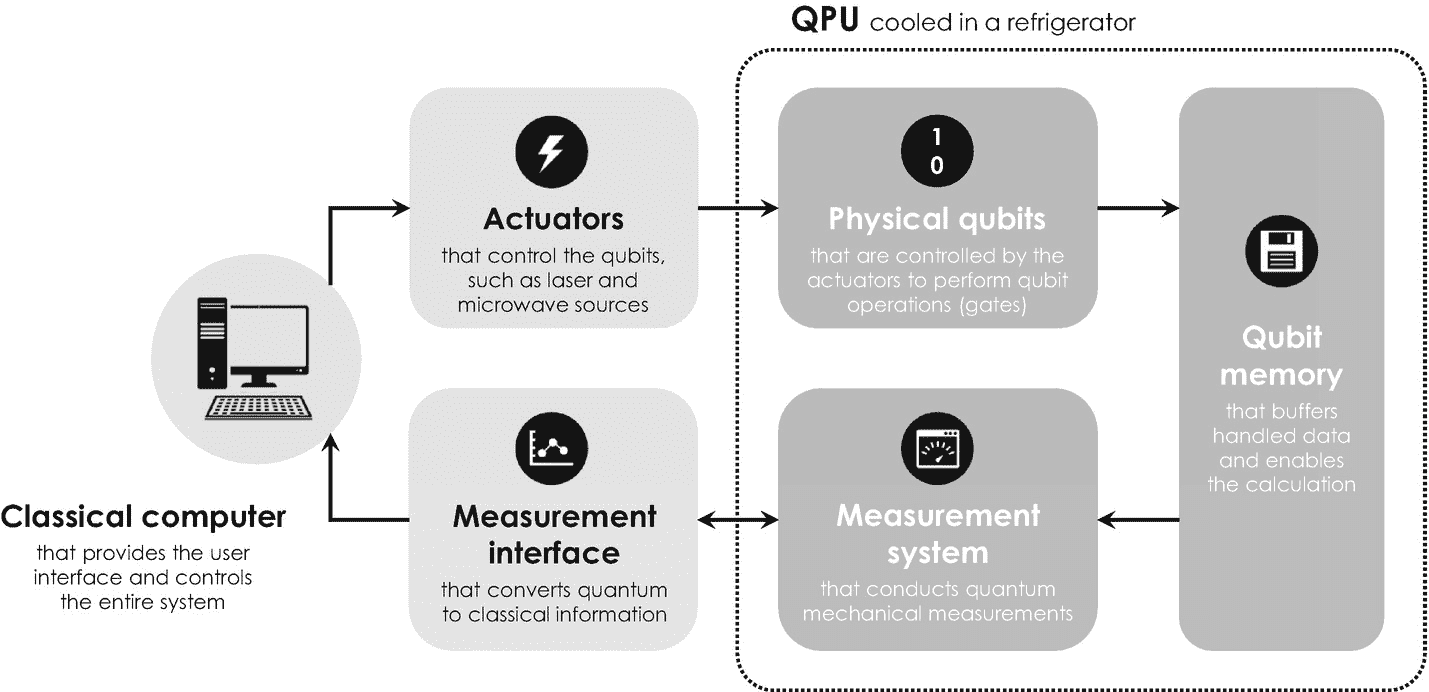 QPU cooled in a refrigerator
1
0
Actuators
that control the qubits,
such as laser and
microwave sources
Physical qubits
that are controlled by the
actuators to perform qubit
operations (gates)
Qubit
memory
that buffers
handled data
and enables
the calculation
Classical computer
that provides the user
interface and controls
the entire system
Measurement
interface
that converts quantum
to classical information
Measurement
system
that conducts quantum
mechanical measurements